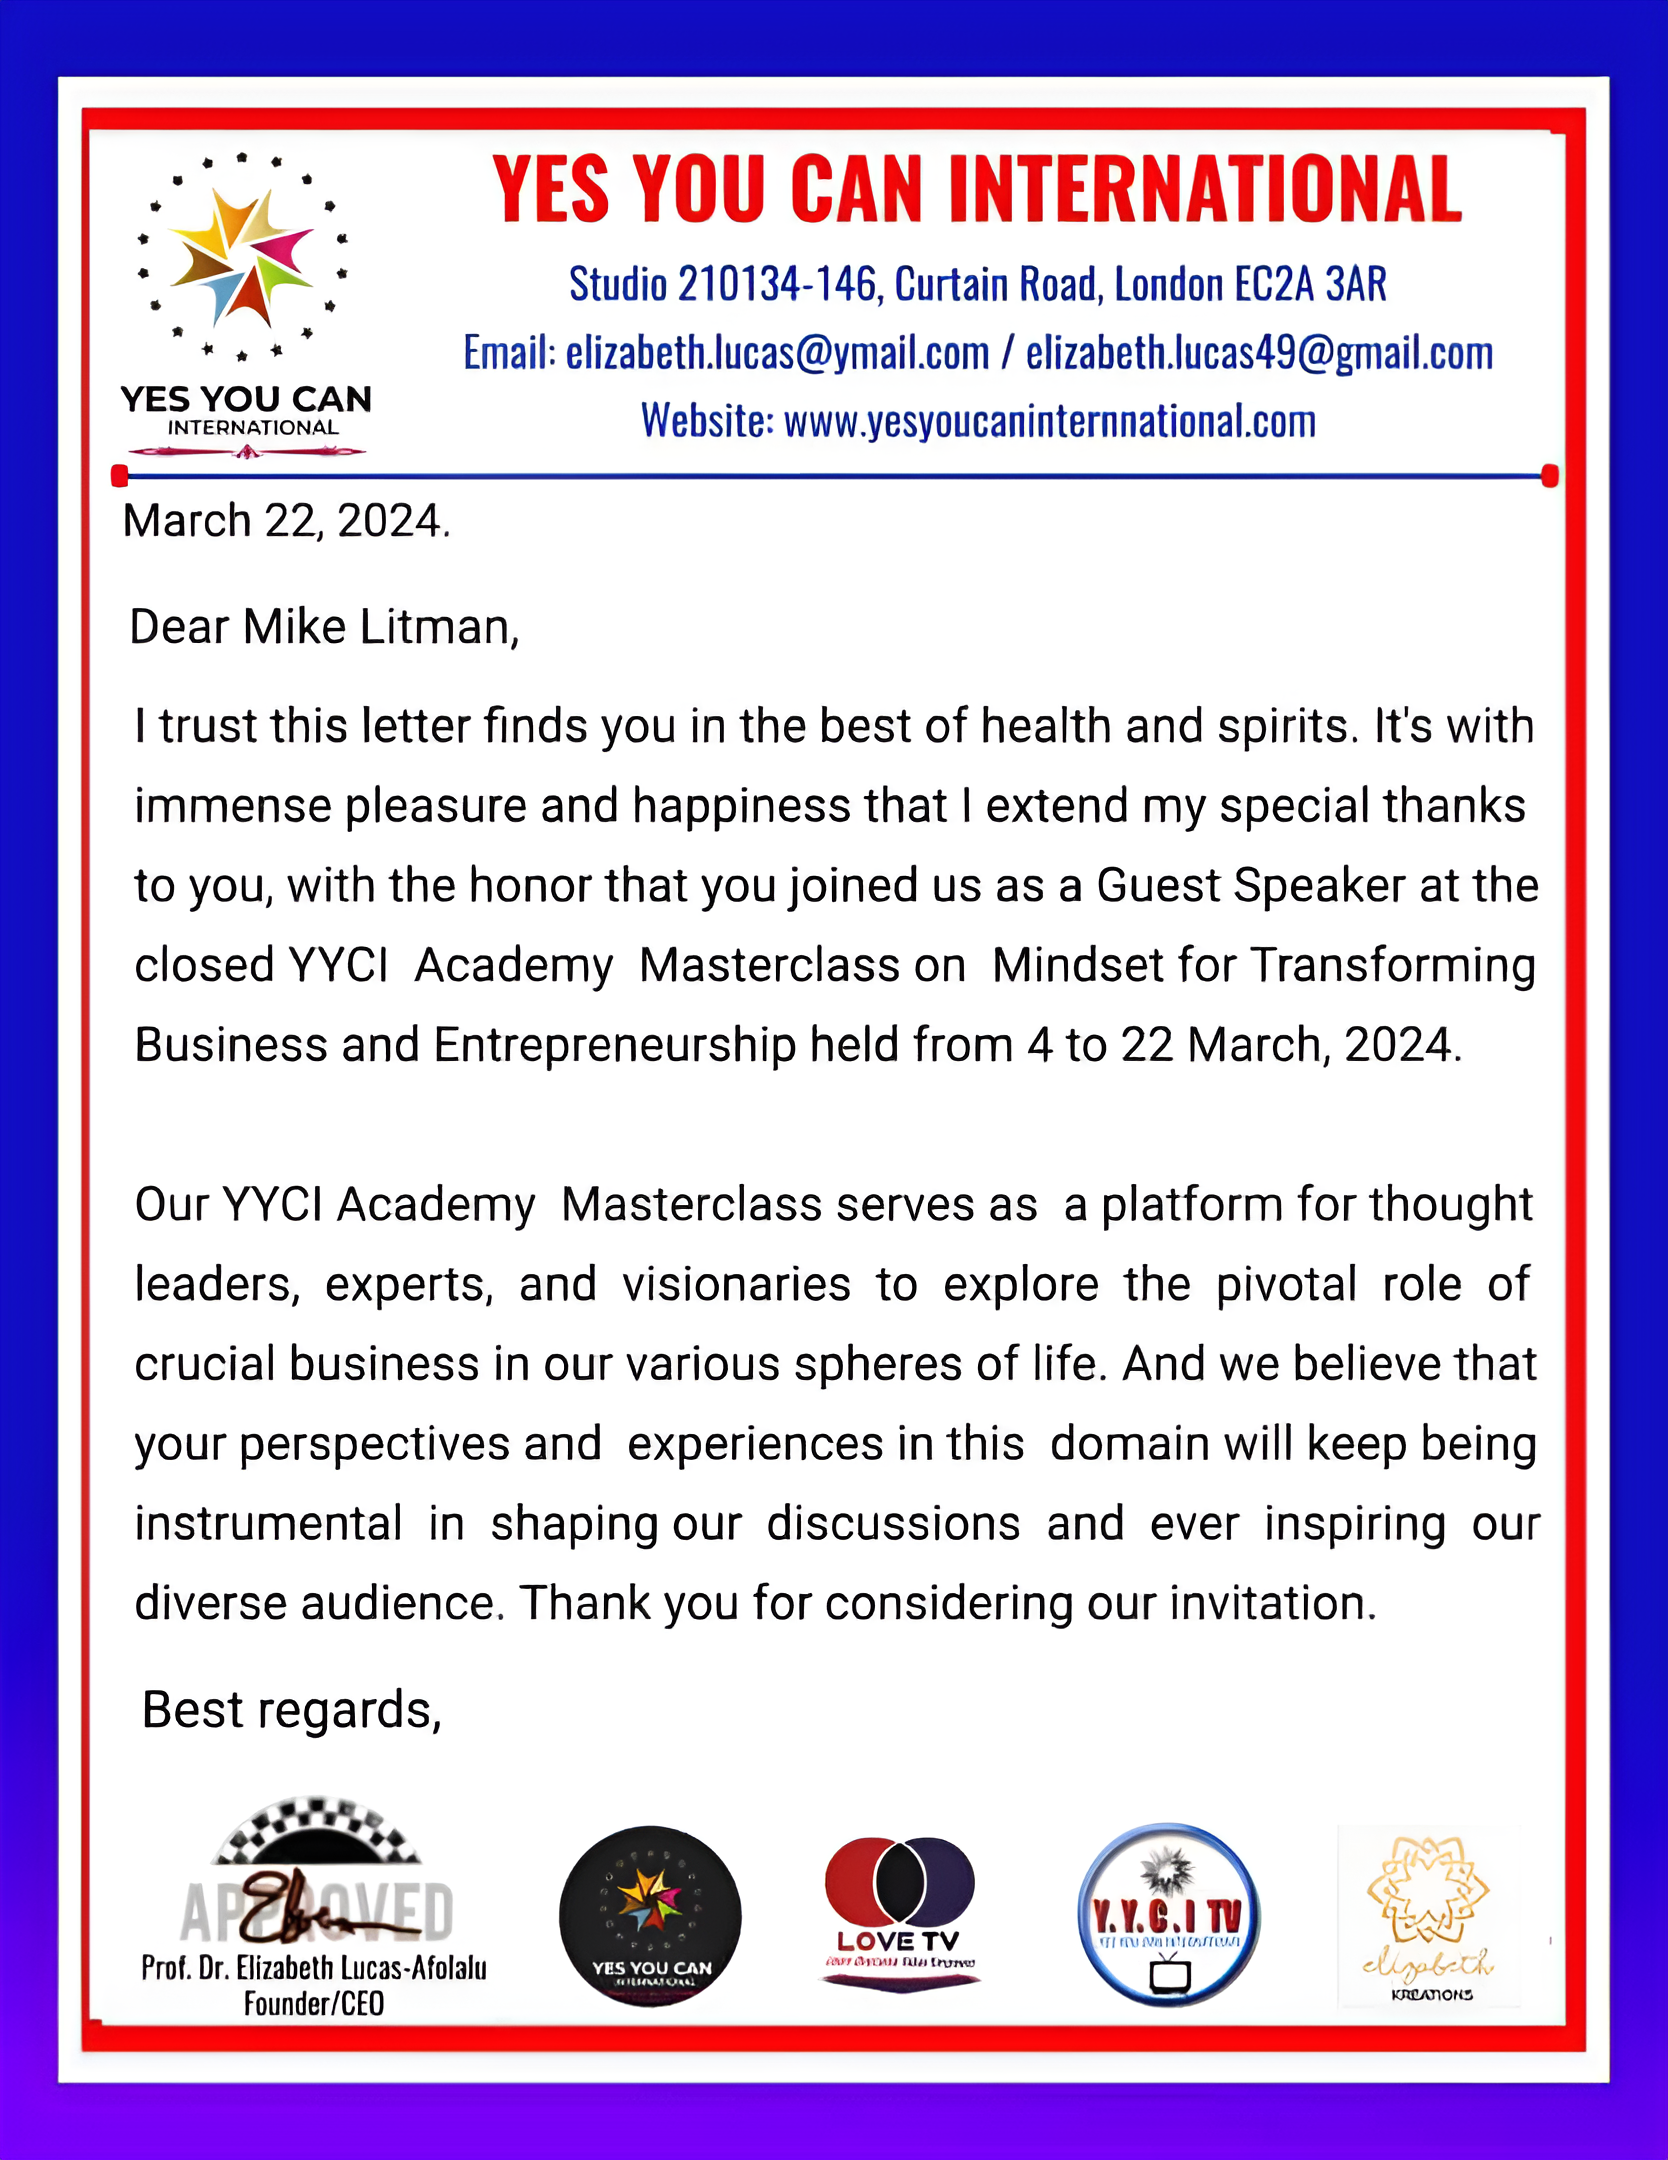 YES YOU CAN INTERNATIONAL
Studio 210134-146, Curtain Road, London EC2A 3AR
Email: elizabeth.lucas@ymail.com / elizabeth.lucas49@gmail.com
Website: www.yesyoucaninternnational.com
YES YOU CAN
INTERNATIONAL
March 22, 2024.
Dear Mike Litman,
I trust this letter finds you in the best of health and spirits. It's with
immense pleasure and happiness that I extend my special thanks
to you, with the honor that you joined us as a Guest Speaker at the
closed YYCI Academy Masterclass on Mindset for Transforming
Business and Entrepreneurship held from 4 to 22 March, 2024.
Our YYCI Academy Masterclass serves as a platform for thought
leaders, experts, and visionaries to explore the pivotal role of
crucial business in our various spheres of life. And we believe that
your perspectives and experiences in this domain will keep being
instrumental in shaping our discussions and ever inspiring our
diverse audience. Thank you for considering our invitation.
Best regards,
APPROVED
Prof. Dr. Elizabeth Lucas-Afolalu
Founder/CEO
YES YOU CAN
INTERNATIONAL
LOVE TV
Y.Y.C.I TV
elizabeth
KREATIONS